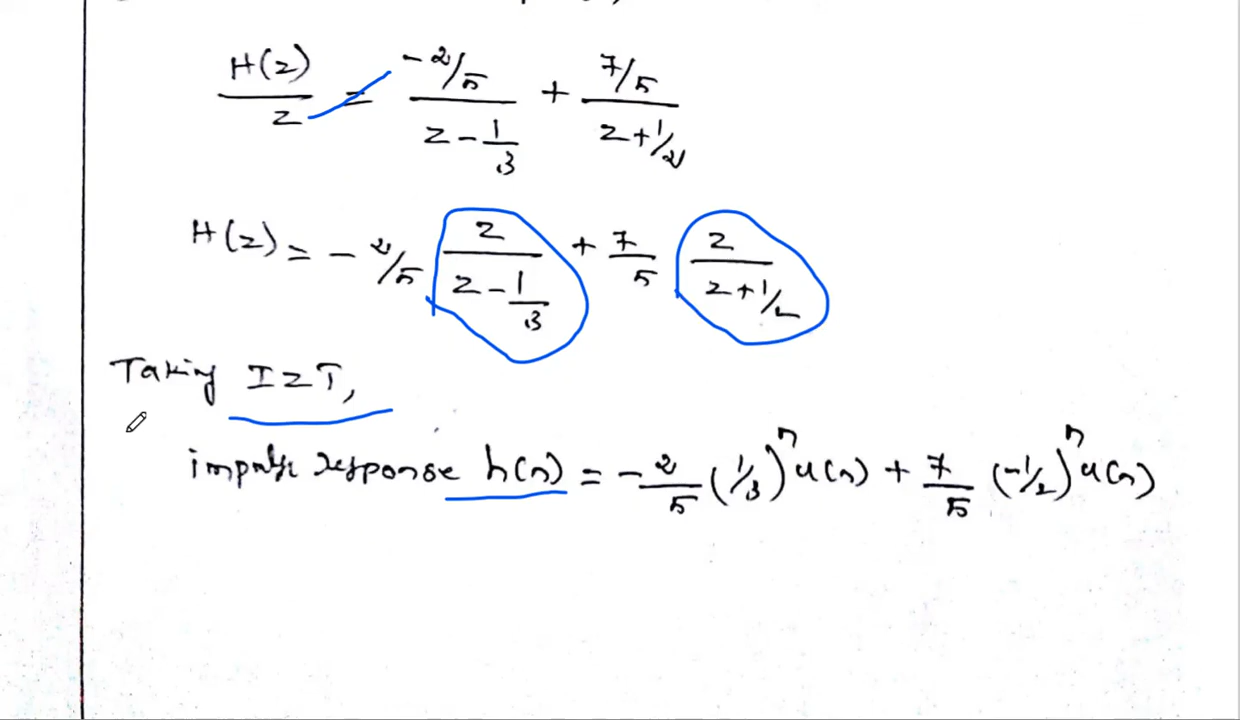 H(z)/z = (-2/5)/(z - 1/3) + (7/5)/(z + 1/2)
H(z) = - 2/5 z/(z - 1/3) + 7/5 z/(z + 1/2)
Taking IZT,
impulse response h(n) = - 2/5 (1/3)^n u(n) + 7/5 (-1/2)^n u(n)